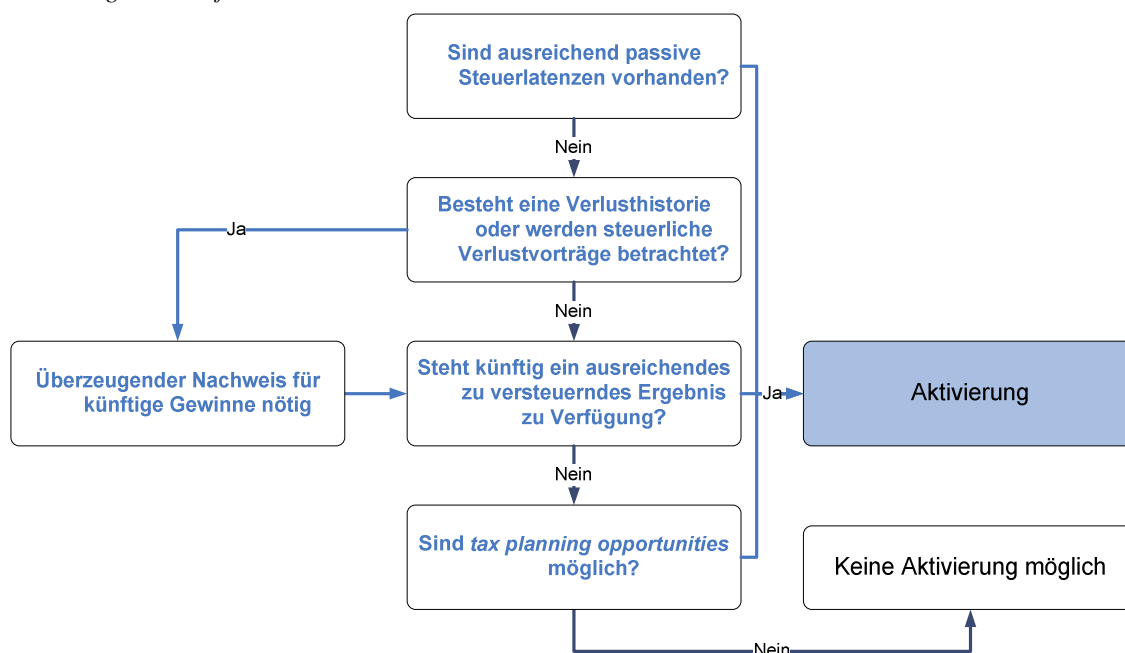 Sind ausreichend passive
Steuerlatenzen vorhanden?
Nein
Besteht eine Verlusthistorie
oder werden steuerliche
Verlustvorträge betrachtet?
Ja
Nein
Überzeugender Nachweis für
künftige Gewinne nötig
Steht künftig ein ausreichendes
zu versteuerndes Ergebnis
zu Verfügung?
Ja
Aktivierung
Nein
Sind tax planning opportunities
möglich?
Keine Aktivierung möglich
Nein